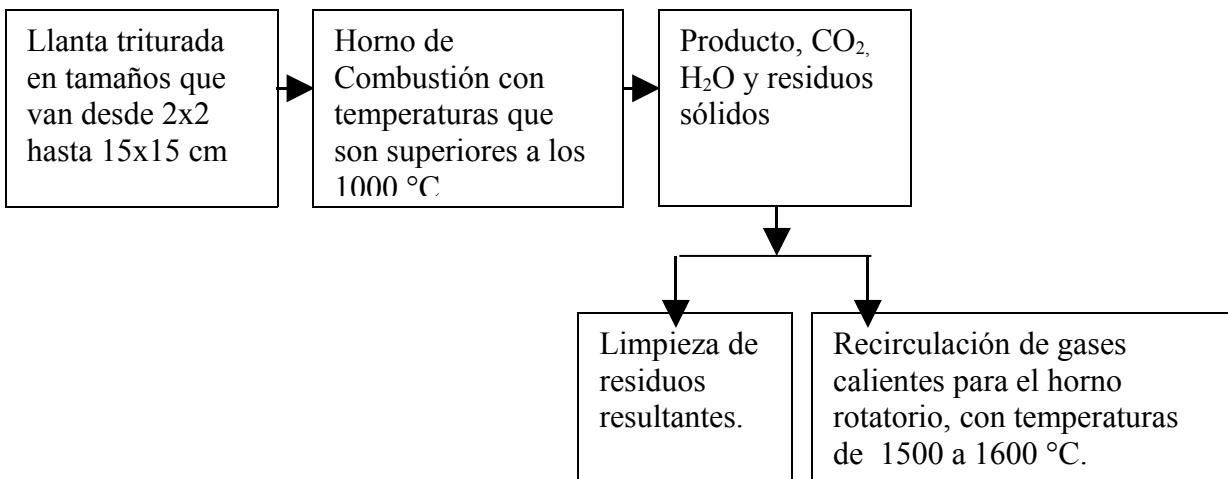 Llanta triturada
en tamaños que
van desde 2x2
hasta 15x15 cm
Horno de
Combustión con
temperaturas que
son superiores a los
1000 °C
Producto, CO₂,
H₂O y residuos
sólidos
Limpieza de
residuos
resultantes.
Recirculación de gases
calientes para el horno
rotatorio, con temperaturas
de 1500 a 1600 °C.